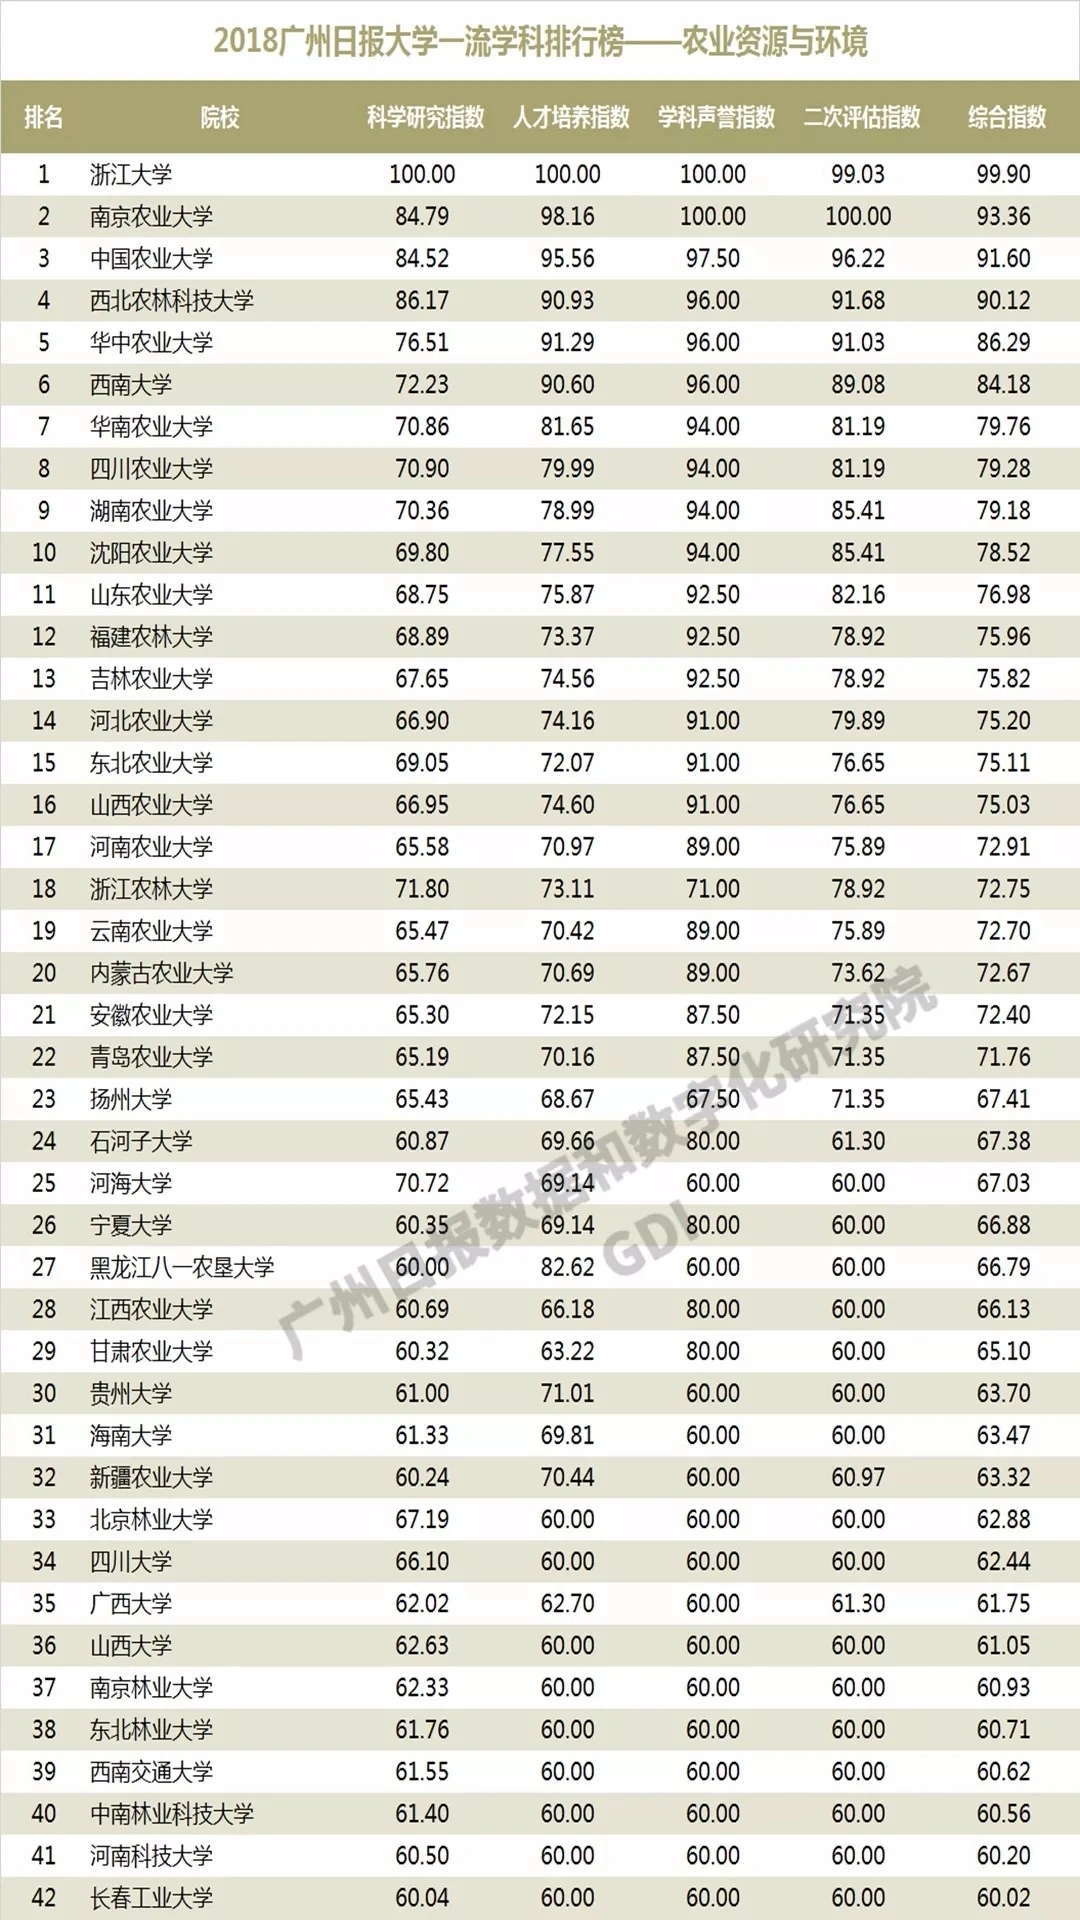 2018广州日报大学一流学科排行榜——农业资源与环境
排名 院校 科学研究指数 人才培养指数 学科声誉指数 二次评估指数 综合指数
1 浙江大学 100.00 100.00 100.00 99.03 99.90
2 南京农业大学 84.79 98.16 100.00 100.00 93.36
3 中国农业大学 84.52 95.56 97.50 96.22 91.60
4 西北农林科技大学 86.17 90.93 96.00 91.68 90.12
5 华中农业大学 76.51 91.29 96.00 91.03 86.29
6 西南大学 72.23 90.60 96.00 89.08 84.18
7 华南农业大学 70.86 81.65 94.00 81.19 79.76
8 四川农业大学 70.90 79.99 94.00 81.19 79.28
9 湖南农业大学 70.36 78.99 94.00 85.41 79.18
10 沈阳农业大学 69.80 77.55 94.00 85.41 78.52
11 山东农业大学 68.75 75.87 92.50 82.16 76.98
12 福建农林大学 68.89 73.37 92.50 78.92 75.96
13 吉林农业大学 67.65 74.56 92.50 78.92 75.82
14 河北农业大学 66.90 74.16 91.00 79.89 75.20
15 东北农业大学 69.05 72.07 91.00 76.65 75.11
16 山西农业大学 66.95 74.60 91.00 76.65 75.03
17 河南农业大学 65.58 70.97 89.00 75.89 72.91
18 浙江农林大学 71.80 73.11 71.00 78.92 72.75
19 云南农业大学 65.47 70.42 89.00 75.89 72.70
20 内蒙古农业大学 65.76 70.69 89.00 73.62 72.67
21 安徽农业大学 65.30 72.15 87.50 71.35 72.40
22 青岛农业大学 65.19 70.16 87.50 71.35 71.76
23 扬州大学 65.43 68.67 67.50 71.35 67.41
24 石河子大学 60.87 69.66 80.00 61.30 67.38
25 河海大学 70.72 69.14 60.00 60.00 67.03
26 宁夏大学 60.35 69.14 80.00 60.00 66.88
27 黑龙江八一农垦大学 60.00 82.62 60.00 60.00 66.79
28 江西农业大学 60.69 66.18 80.00 60.00 66.13
29 甘肃农业大学 60.32 63.22 80.00 60.00 65.10
30 贵州大学 61.00 71.01 60.00 60.00 63.70
31 海南大学 61.33 69.81 60.00 60.00 63.47
32 新疆农业大学 60.24 70.44 60.00 60.97 63.32
33 北京林业大学 67.19 60.00 60.00 60.00 62.88
34 四川大学 66.10 60.00 60.00 60.00 62.44
35 广西大学 62.02 62.70 60.00 61.30 61.75
36 山西大学 62.63 60.00 60.00 60.00 61.05
37 南京林业大学 62.33 60.00 60.00 60.00 60.93
38 东北林业大学 61.76 60.00 60.00 60.00 60.71
39 西南交通大学 61.55 60.00 60.00 60.00 60.62
40 中南林业科技大学 61.40 60.00 60.00 60.00 60.56
41 河南科技大学 60.50 60.00 60.00 60.00 60.20
42 长春工业大学 60.04 60.00 60.00 60.00 60.02
广州日报数据和数字化研究院
GDI